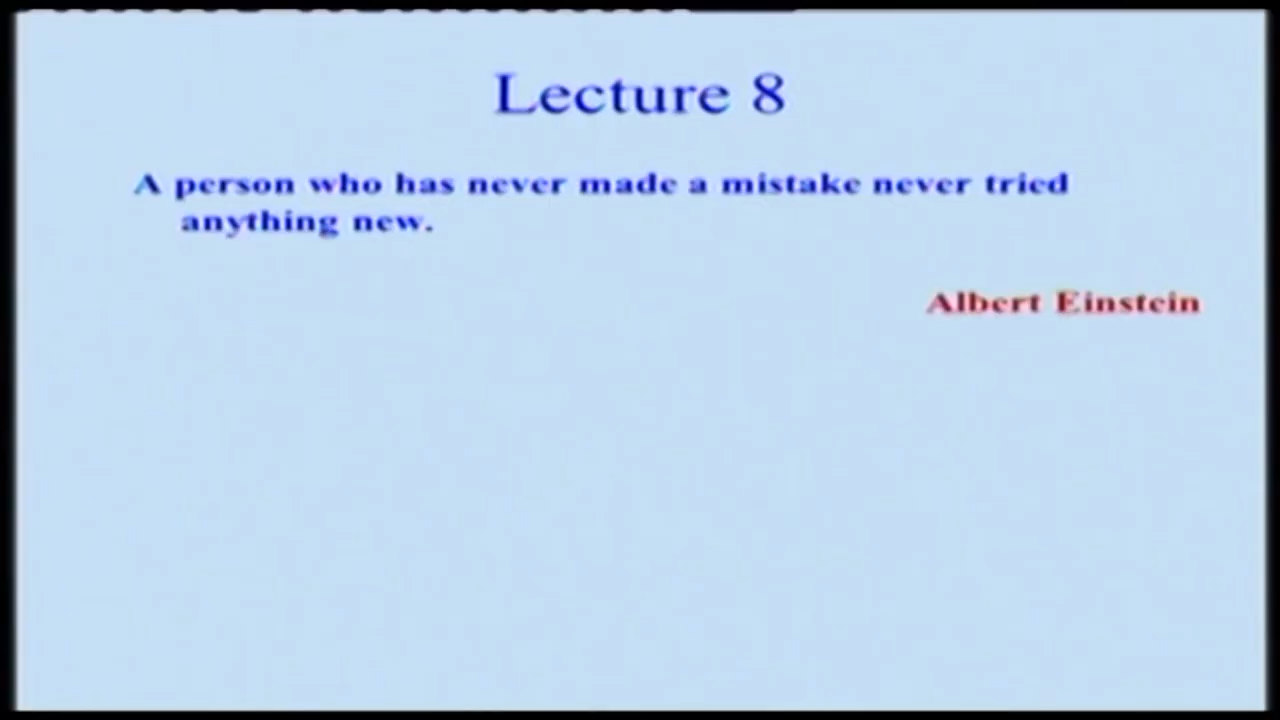 Lecture 8
A person who has never made a mistake never tried
anything new.
Albert Einstein